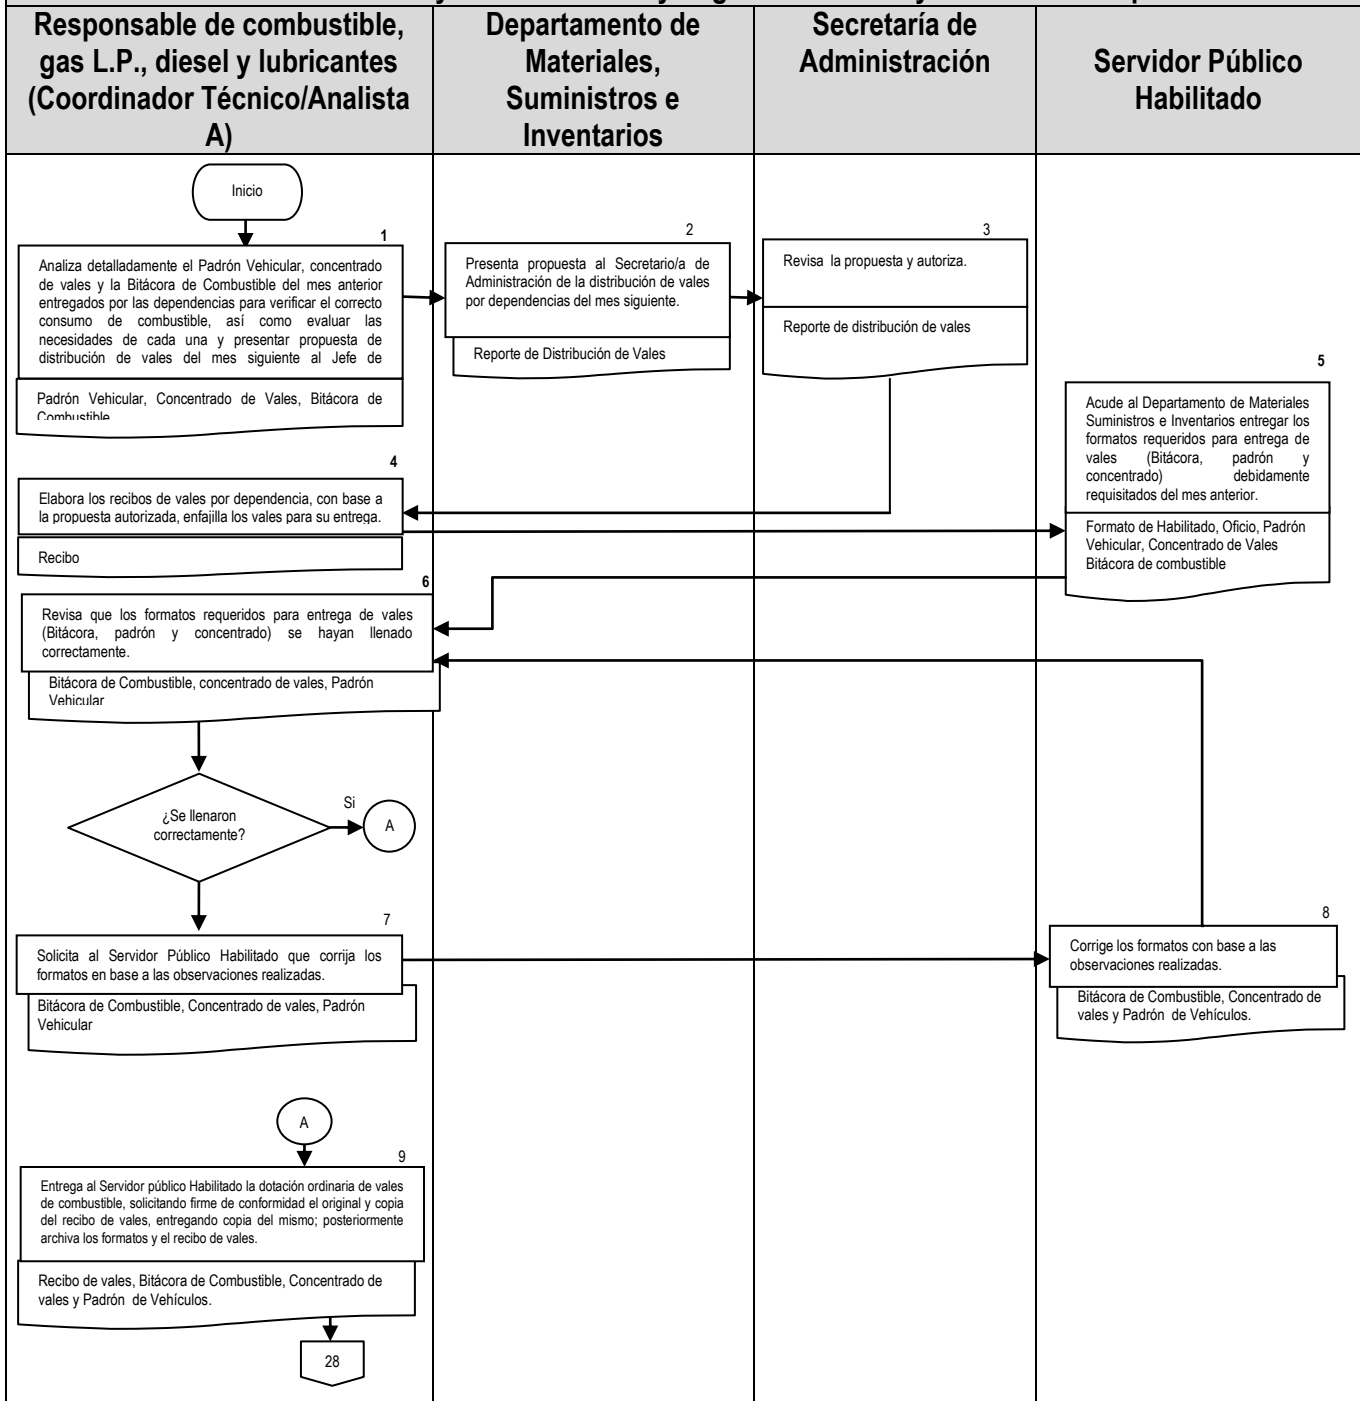 Responsable de combustible,
gas L.P., diesel y lubricantes
(Coordinador Técnico/Analista
A)
Departamento de
Materiales,
Suministros e
Inventarios
Secretaría de
Administración
Servidor Público
Habilitado
Inicio
1
Analiza detalladamente el Padrón Vehicular, concentrado
de vales y la Bitácora de Combustible del mes anterior
entregados por las dependencias para verificar el correcto
consumo de combustible, así como evaluar las
necesidades de cada una y presentar propuesta de
distribución de vales del mes siguiente al Jefe de
Padrón Vehicular, Concentrado de Vales, Bitácora de
Combustible
2
Presenta propuesta al Secretario/a de
Administración de la distribución de vales
por dependencias del mes siguiente.
Reporte de Distribución de Vales
3
Revisa la propuesta y autoriza.
Reporte de distribución de vales
4
Elabora los recibos de vales por dependencia, con base a
la propuesta autorizada, enfajilla los vales para su entrega.
Recibo
5
Acude al Departamento de Materiales
Suministros e Inventarios entregar los
formatos requeridos para entrega de
vales (Bitácora, padrón y
concentrado) debidamente
requisitados del mes anterior.
Formato de Habilitado, Oficio, Padrón
Vehicular, Concentrado de Vales
Bitácora de combustible
6
Revisa que los formatos requeridos para entrega de vales
(Bitácora, padrón y concentrado) se hayan llenado
correctamente.
Bitácora de Combustible, concentrado de vales, Padrón
Vehicular
¿Se llenaron
correctamente?
Si
A
7
Solicita al Servidor Público Habilitado que corrija los
formatos en base a las observaciones realizadas.
Bitácora de Combustible, Concentrado de vales, Padrón
Vehicular
8
Corrige los formatos con base a las
observaciones realizadas.
Bitácora de Combustible, Concentrado de
vales y Padrón de Vehículos.
A
9
Entrega al Servidor público Habilitado la dotación ordinaria de vales
de combustible, solicitando firme de conformidad el original y copia
del recibo de vales, entregando copia del mismo; posteriormente
archiva los formatos y el recibo de vales.
Recibo de vales, Bitácora de Combustible, Concentrado de
vales y Padrón de Vehículos.
28